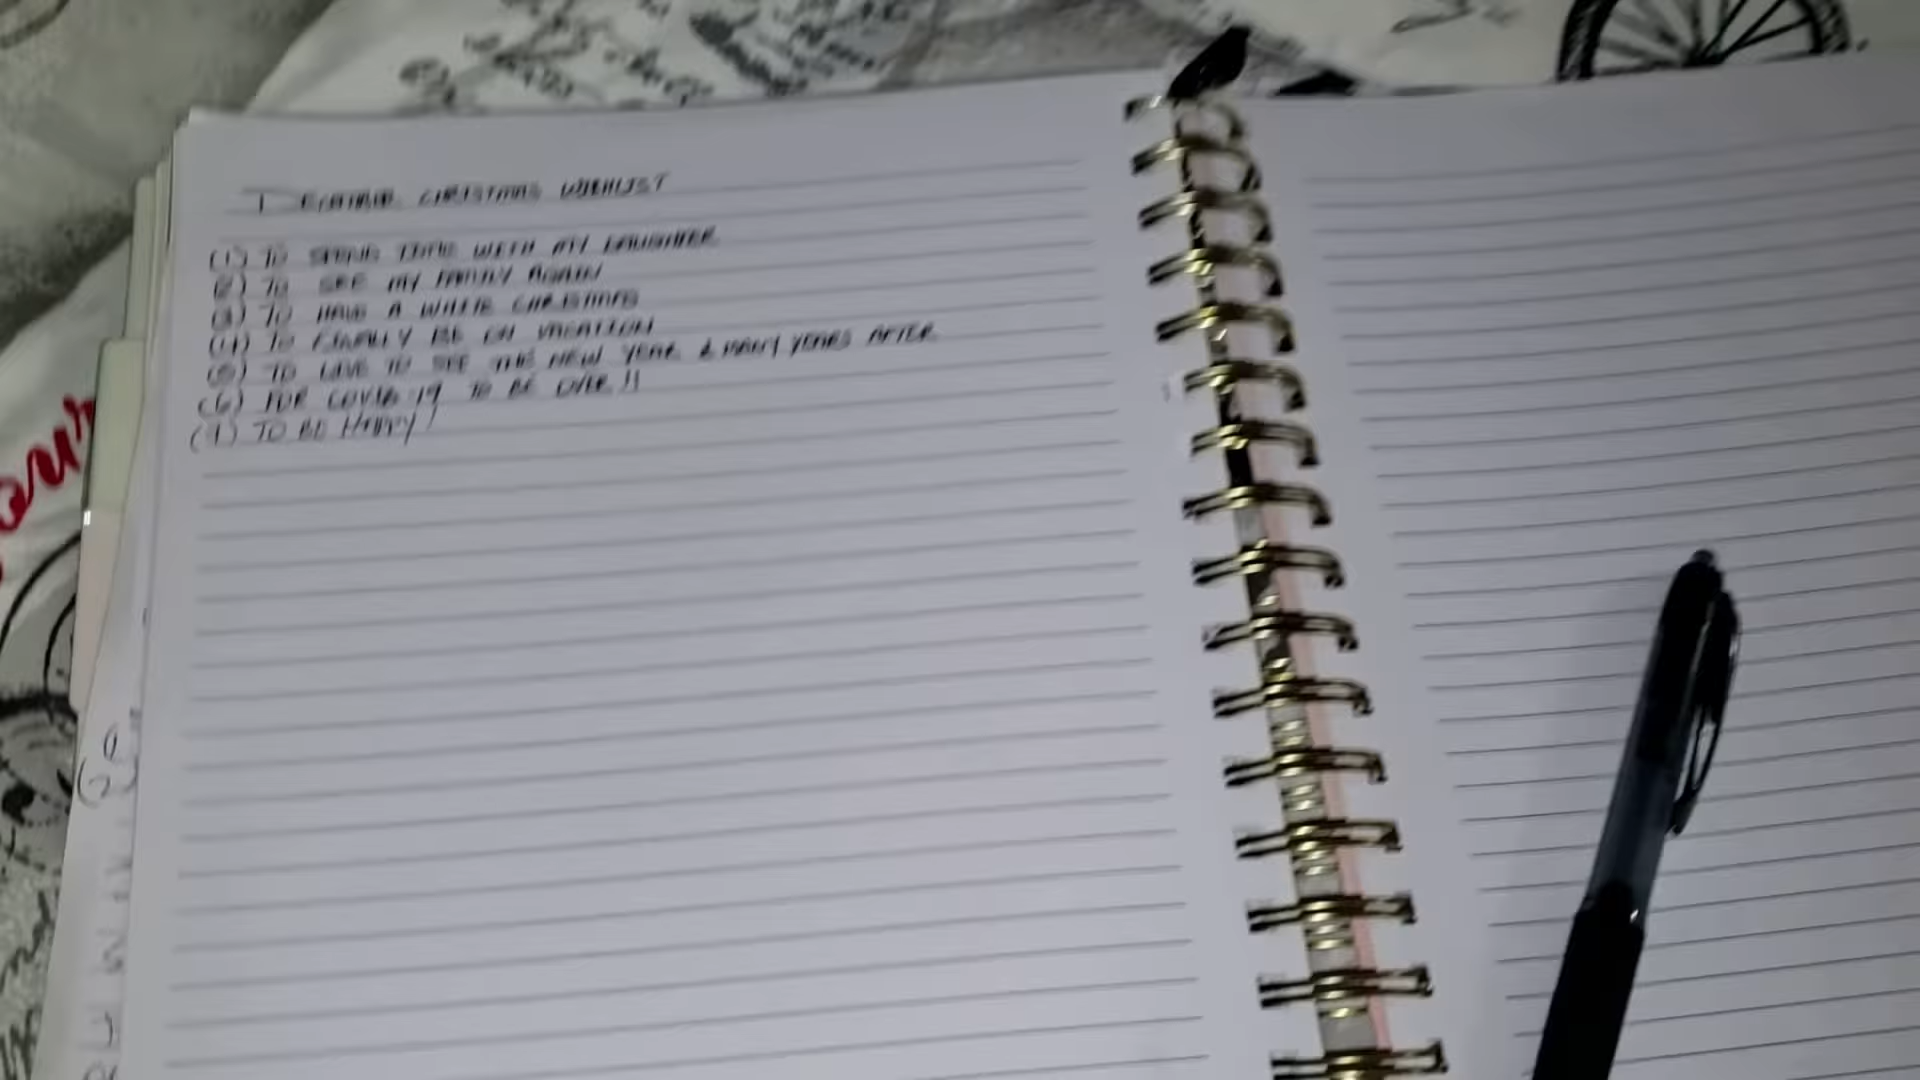 DECEMBER CHRISTMAS WISHLIST
(1) TO SPEND TIME WITH MY DAUGHTER
(2) TO SEE MY FAMILY AGAIN
(3) TO HAVE A WHITE CHRISTMAS
(4) TO FINALLY BE ON VACATION
(5) TO LIVE TO SEE THE NEW YEAR & MANY YEARS AFTER
(6) FOR COVID-19 TO BE OVER!!
(7) TO BE HAPPY!